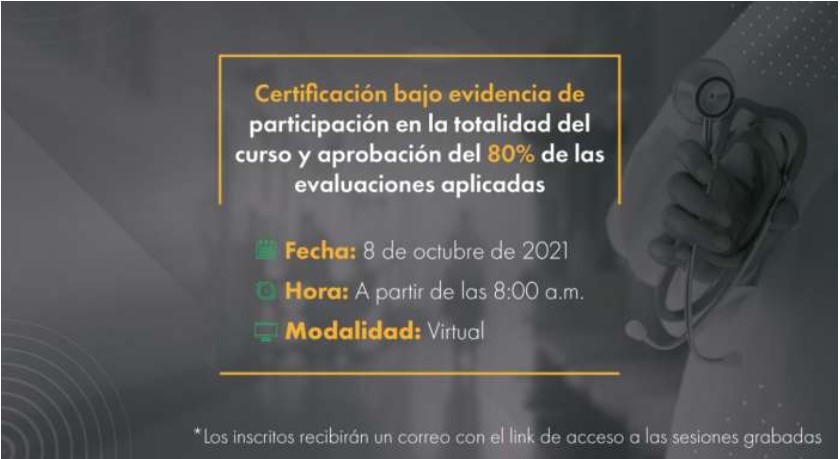 Certificación bajo evidencia de
participación en la totalidad del
curso y aprobación del 80% de las
evaluaciones aplicadas
Fecha: 8 de octubre de 2021
Hora: A partir de las 8:00 a.m.
Modalidad: Virtual
*Los inscritos recibirán un correo con el link de acceso a las sesiones grabadas